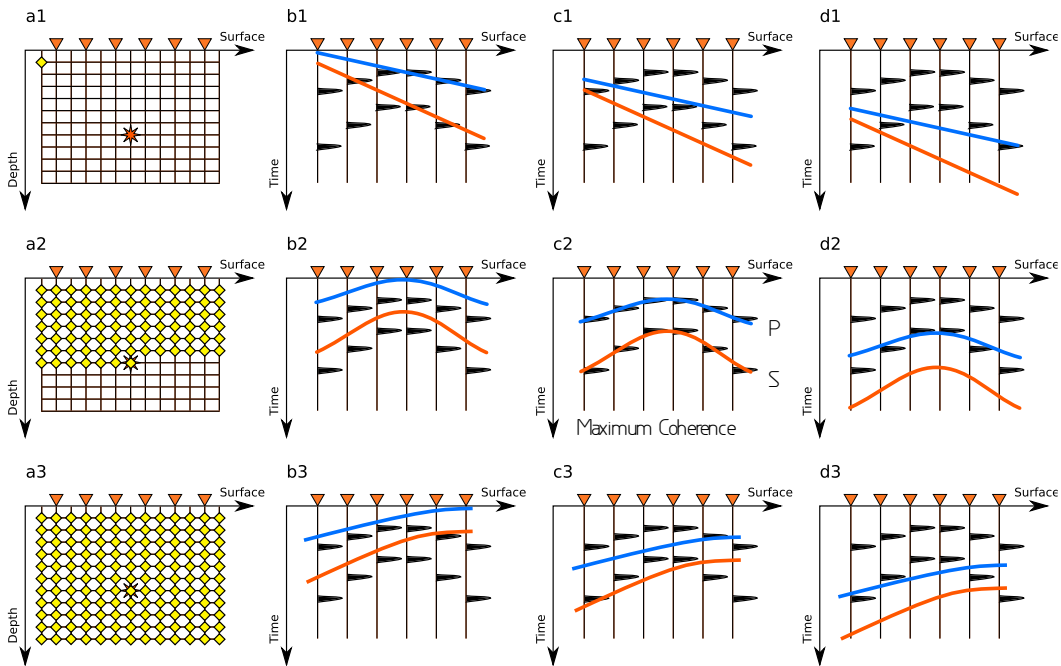 a1
b1
c1
d1
Surface
Surface
Surface
Surface
Depth
Time
Time
Time
a2
b2
c2
d2
Surface
Surface
Surface
Surface
P
S
Depth
Time
Time
Time
Maximum Coherence
a3
b3
c3
d3
Surface
Surface
Surface
Surface
Depth
Time
Time
Time